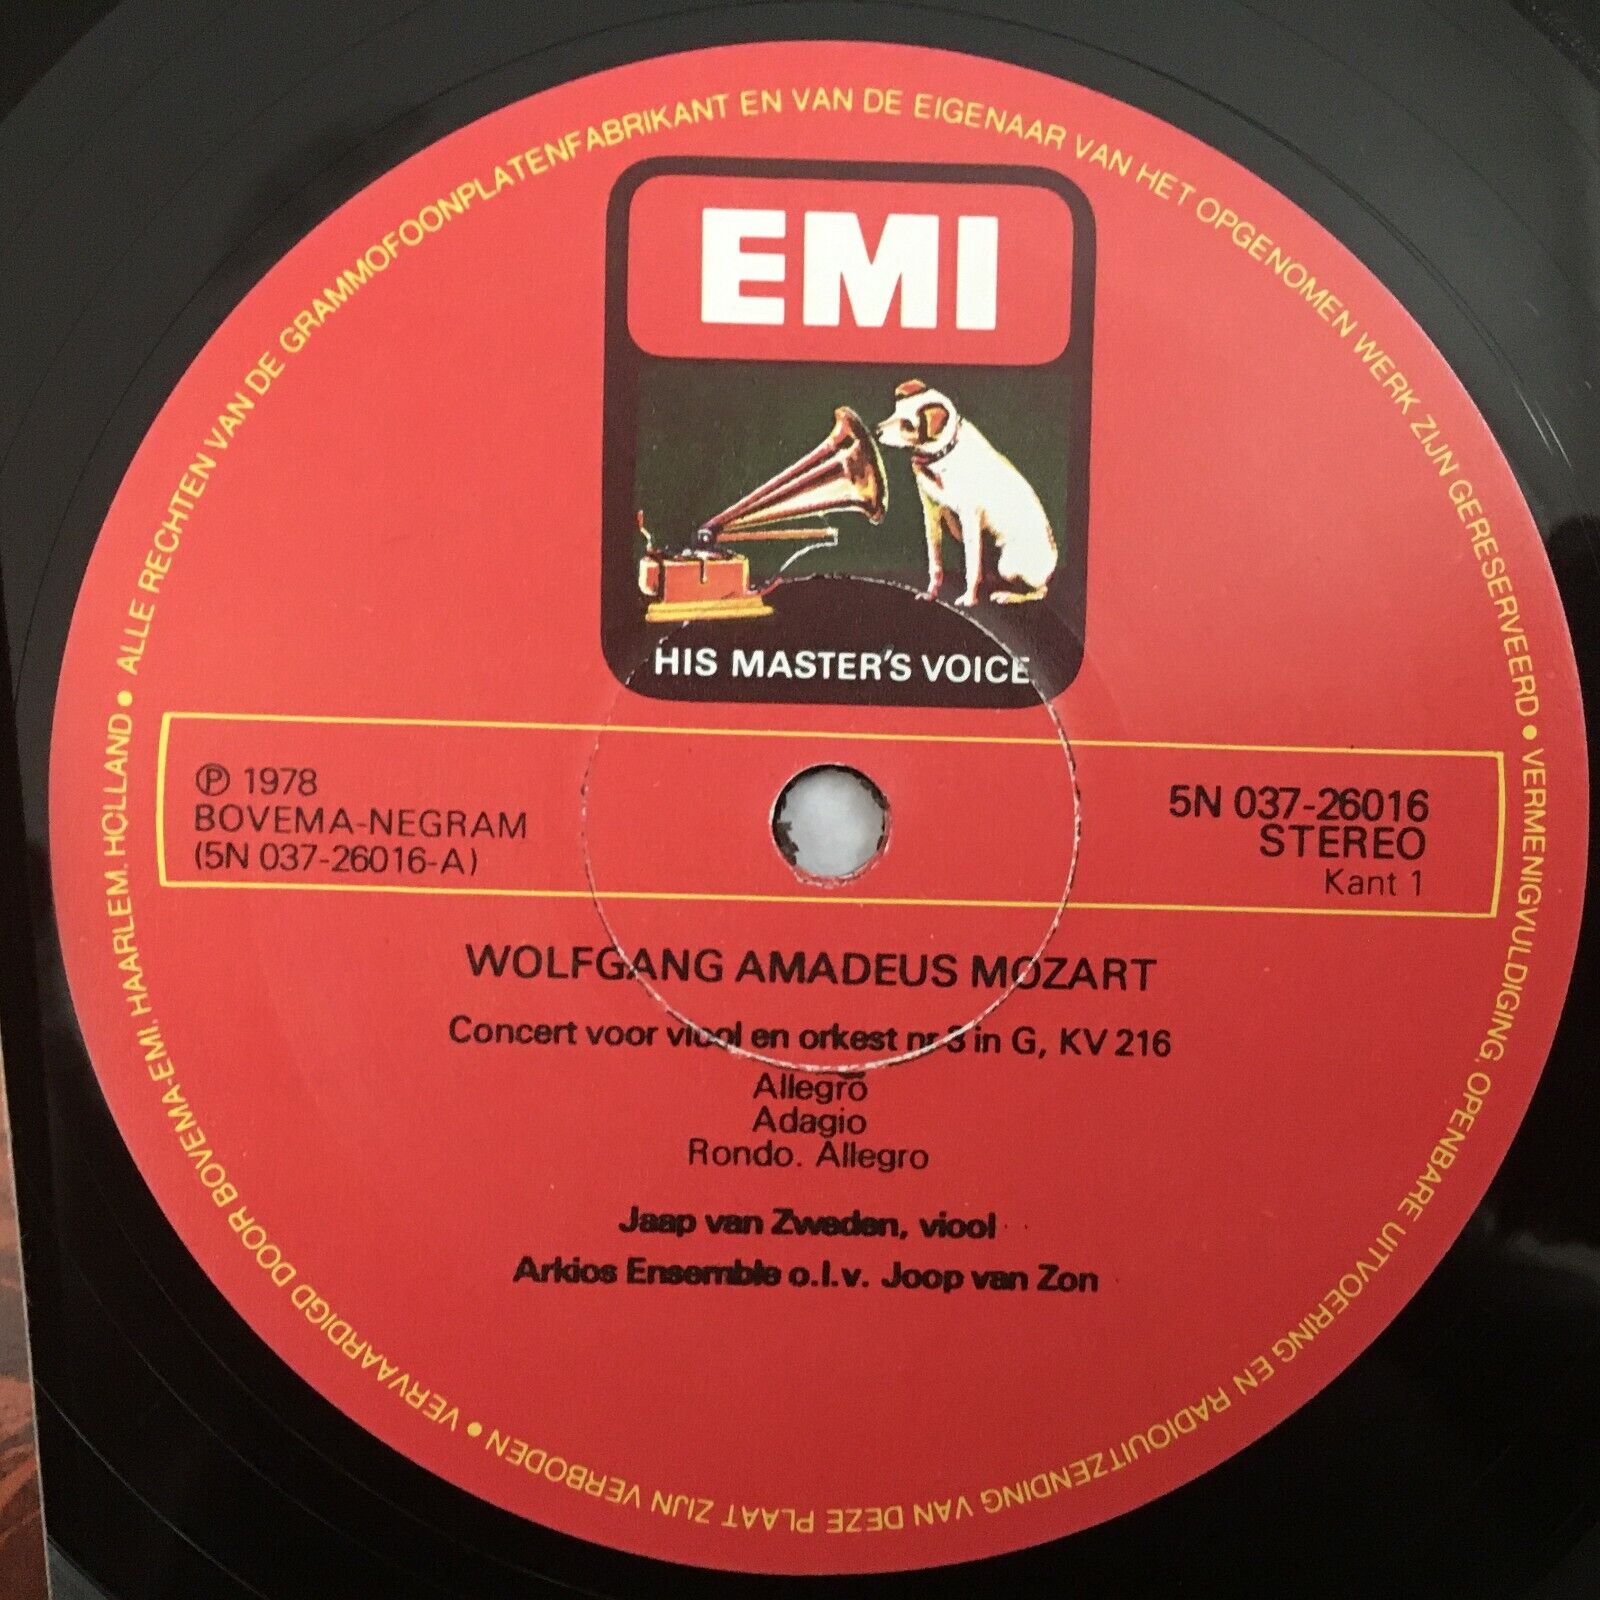 ALLE RECHTEN VAN DE GRAMMOFOONPLATENFABRIKANT EN VAN DE EIGENAAR VAN HET OPGENOMEN WERK ZIJN GERESERVEERD • VERMENIGVULDIGING, OPENBARE UITVOERING EN RADIOUITZENDING VAN DEZE PLAAT ZIJN VERBODEN • VERVAARDIGD DOOR BOVEMA-EMI. HAARLEM. HOLLAND •
EMI
HIS MASTER'S VOICE
℗ 1978
BOVEMA-NEGRAM
(5N 037-26016-A)
5N 037-26016
STEREO
Kant 1
WOLFGANG AMADEUS MOZART
Concert voor viool en orkest nr 3 in G, KV 216
Allegro
Adagio
Rondo. Allegro
Jaap van Zweden, viool
Arkios Ensemble o.l.v. Joop van Zon